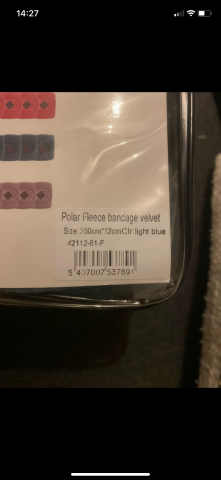 14:27
Polar Fleece bandage velvet
Size:350cm*12cmClr:light blue
42112-61-F
5 407007 537891